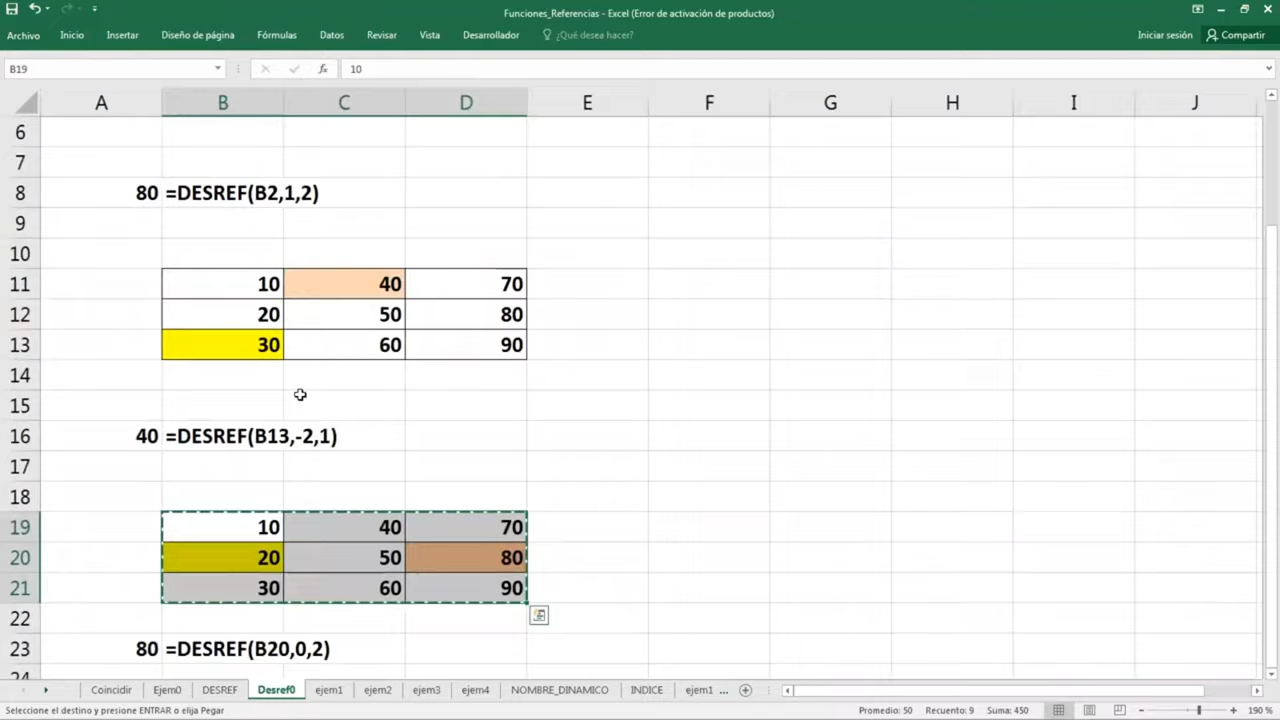 Funciones_Referencias - Excel (Error de activación de productos)
Archivo Inicio Insertar Diseño de página Fórmulas Datos Revisar Vista Desarrollador ¿Qué desea hacer? Iniciar sesión Compartir
B19 fx 10
A B C D E F G H I J
6
7
8 80 =DESREF(B2,1,2)
9
10
11 10 40 70
12 20 50 80
13 30 60 90
14
15
16 40 =DESREF(B13,-2,1)
17
18
19 10 40 70
20 20 50 80
21 30 60 90
22
23 80 =DESREF(B20,0,2)
24
Coincidir Ejem0 DESREF Desref0 ejem1 ejem2 ejem3 ejem4 NOMBRE_DINAMICO INDICE ejem1 ...
Seleccione el destino y presione ENTRAR o elija Pegar Promedio: 50 Recuento: 9 Suma: 450 190 %